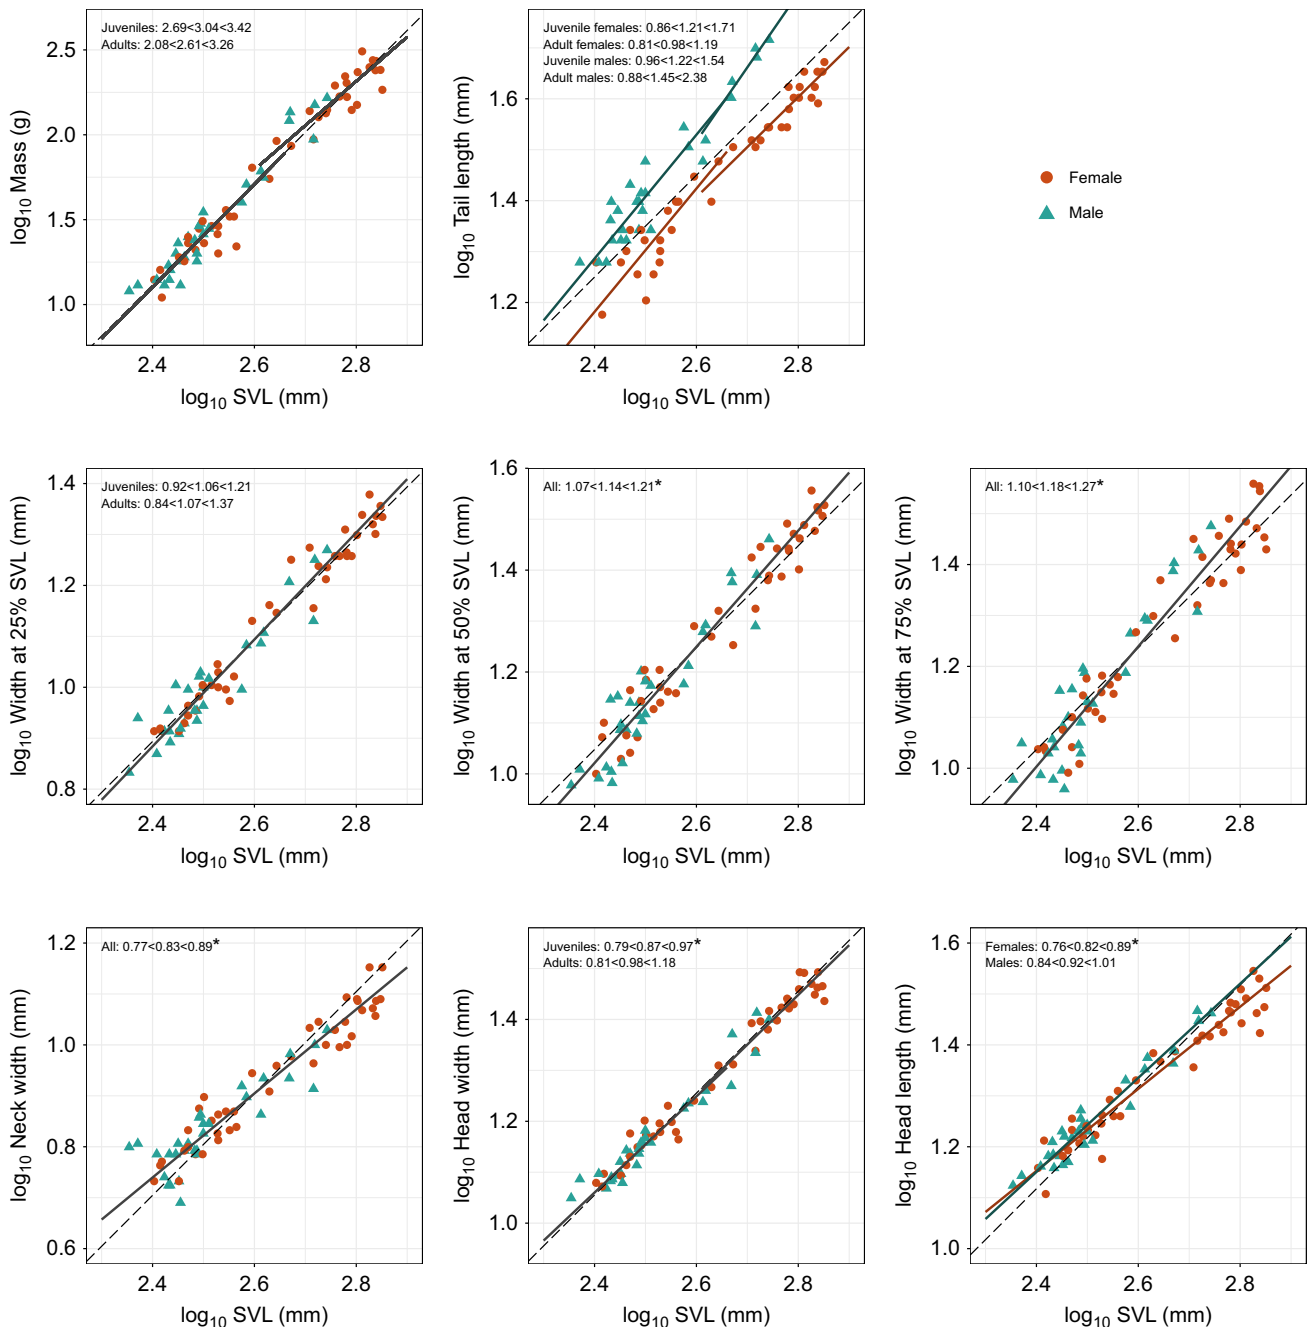 Juveniles: 2.69<3.04<3.42
Adults: 2.08<2.61<3.26
2.5
2.0
1.5
1.0
log10 Mass (g)
2.4 2.6 2.8
log10 SVL (mm)
Juvenile females: 0.86<1.21<1.71
Adult females: 0.81<0.98<1.19
Juvenile males: 0.96<1.22<1.54
Adult males: 0.88<1.45<2.38
1.6
1.4
1.2
log10 Tail length (mm)
2.4 2.6 2.8
log10 SVL (mm)
Female
Male
Juveniles: 0.92<1.06<1.21
Adults: 0.84<1.07<1.37
1.4
1.2
1.0
0.8
log10 Width at 25% SVL (mm)
2.4 2.6 2.8
log10 SVL (mm)
All: 1.07<1.14<1.21*
1.6
1.4
1.2
1.0
log10 Width at 50% SVL (mm)
2.4 2.6 2.8
log10 SVL (mm)
All: 1.10<1.18<1.27*
1.4
1.2
1.0
log10 Width at 75% SVL (mm)
2.4 2.6 2.8
log10 SVL (mm)
All: 0.77<0.83<0.89*
1.2
1.0
0.8
0.6
log10 Neck width (mm)
2.4 2.6 2.8
log10 SVL (mm)
Juveniles: 0.79<0.87<0.97*
Adults: 0.81<0.98<1.18
1.6
1.4
1.2
1.0
log10 Head width (mm)
2.4 2.6 2.8
log10 SVL (mm)
Females: 0.76<0.82<0.89*
Males: 0.84<0.92<1.01
1.6
1.4
1.2
1.0
log10 Head length (mm)
2.4 2.6 2.8
log10 SVL (mm)